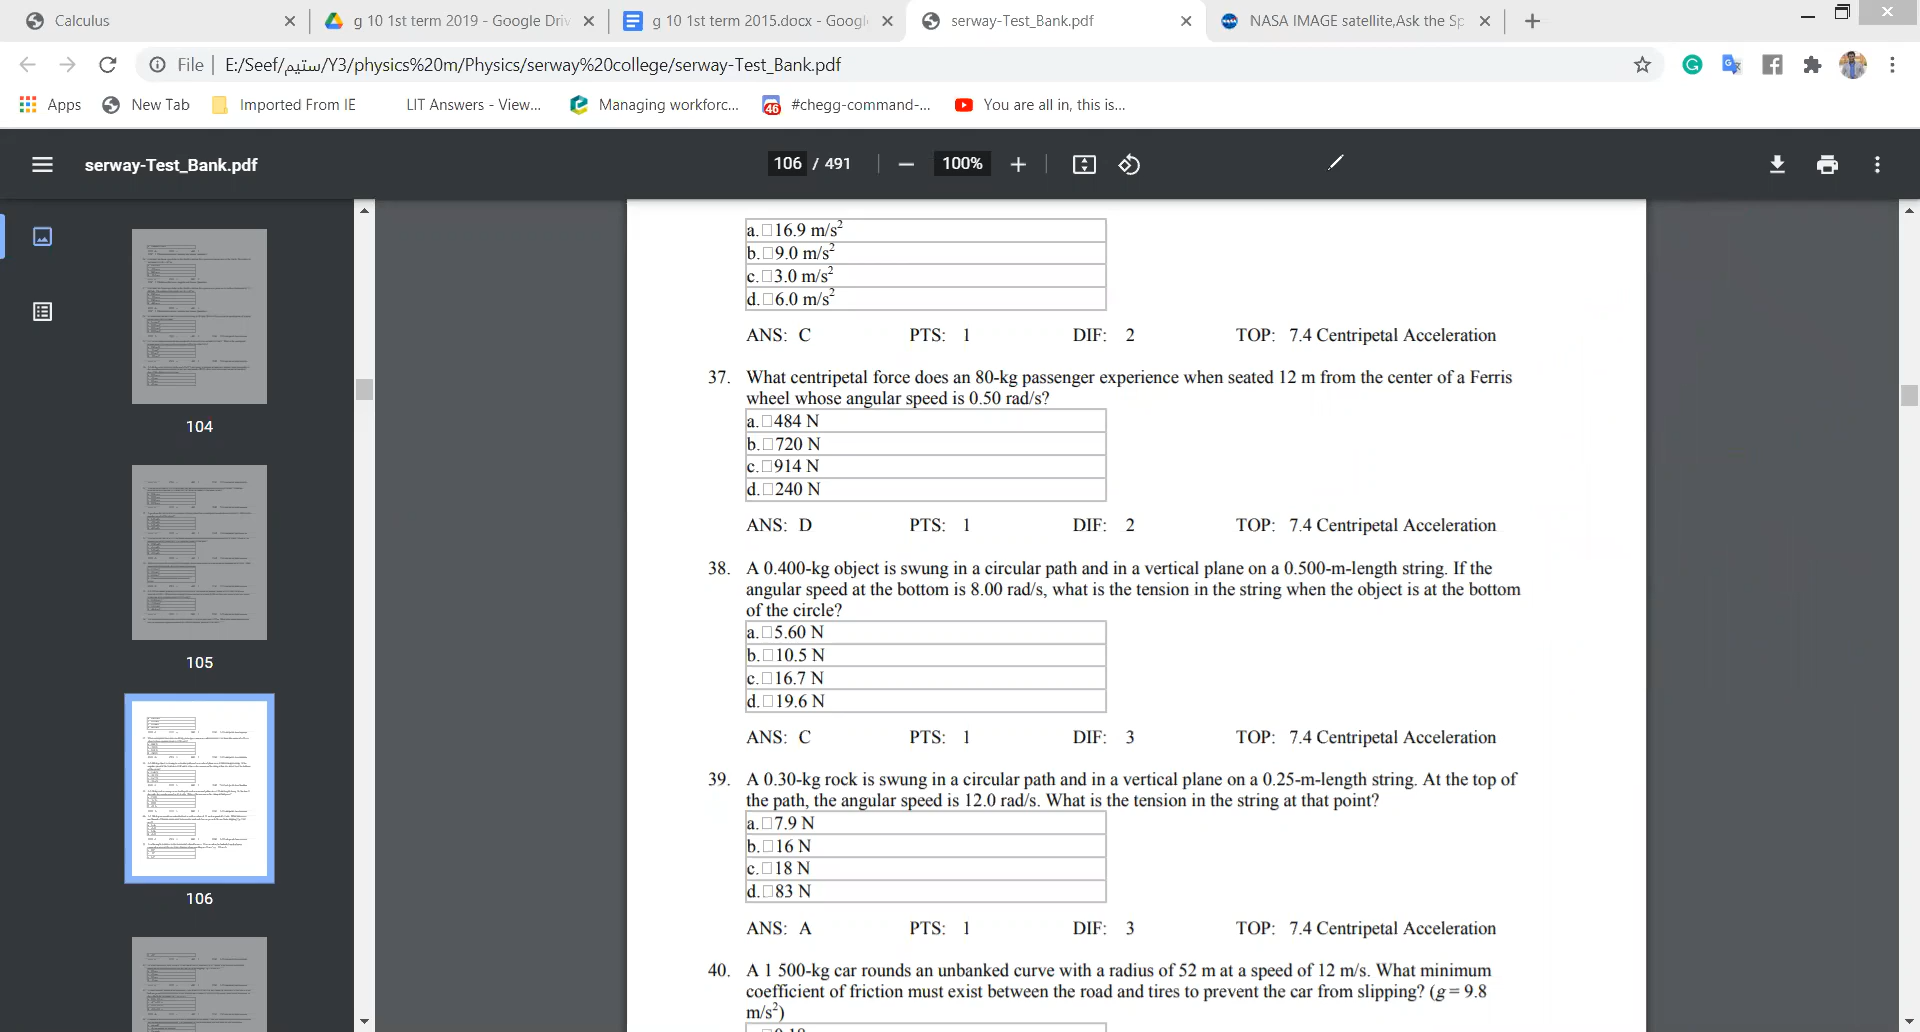 Calculus
g 10 1st term 2019 - Google Driv
g 10 1st term 2015.docx - Googl
serway-Test_Bank.pdf
NASA IMAGE satellite,Ask the Sp
File | E:/Seef/ستيم/Y3/physics%20m/Physics/serway%20college/serway-Test_Bank.pdf
Apps
New Tab
Imported From IE
LIT Answers - View...
Managing workforc...
46
#chegg-command-...
You are all in, this is...
serway-Test_Bank.pdf
106 / 491
100%
104
105
106
a. 16.9 m/s²
b. 9.0 m/s²
c. 3.0 m/s²
d. 6.0 m/s²
ANS: C PTS: 1 DIF: 2 TOP: 7.4 Centripetal Acceleration
37. What centripetal force does an 80-kg passenger experience when seated 12 m from the center of a Ferris
wheel whose angular speed is 0.50 rad/s?
a. 484 N
b. 720 N
c. 914 N
d. 240 N
ANS: D PTS: 1 DIF: 2 TOP: 7.4 Centripetal Acceleration
38. A 0.400-kg object is swung in a circular path and in a vertical plane on a 0.500-m-length string. If the
angular speed at the bottom is 8.00 rad/s, what is the tension in the string when the object is at the bottom
of the circle?
a. 5.60 N
b. 10.5 N
c. 16.7 N
d. 19.6 N
ANS: C PTS: 1 DIF: 3 TOP: 7.4 Centripetal Acceleration
39. A 0.30-kg rock is swung in a circular path and in a vertical plane on a 0.25-m-length string. At the top of
the path, the angular speed is 12.0 rad/s. What is the tension in the string at that point?
a. 7.9 N
b. 16 N
c. 18 N
d. 83 N
ANS: A PTS: 1 DIF: 3 TOP: 7.4 Centripetal Acceleration
40. A 1 500-kg car rounds an unbanked curve with a radius of 52 m at a speed of 12 m/s. What minimum
coefficient of friction must exist between the road and tires to prevent the car from slipping? (g = 9.8
m/s²)